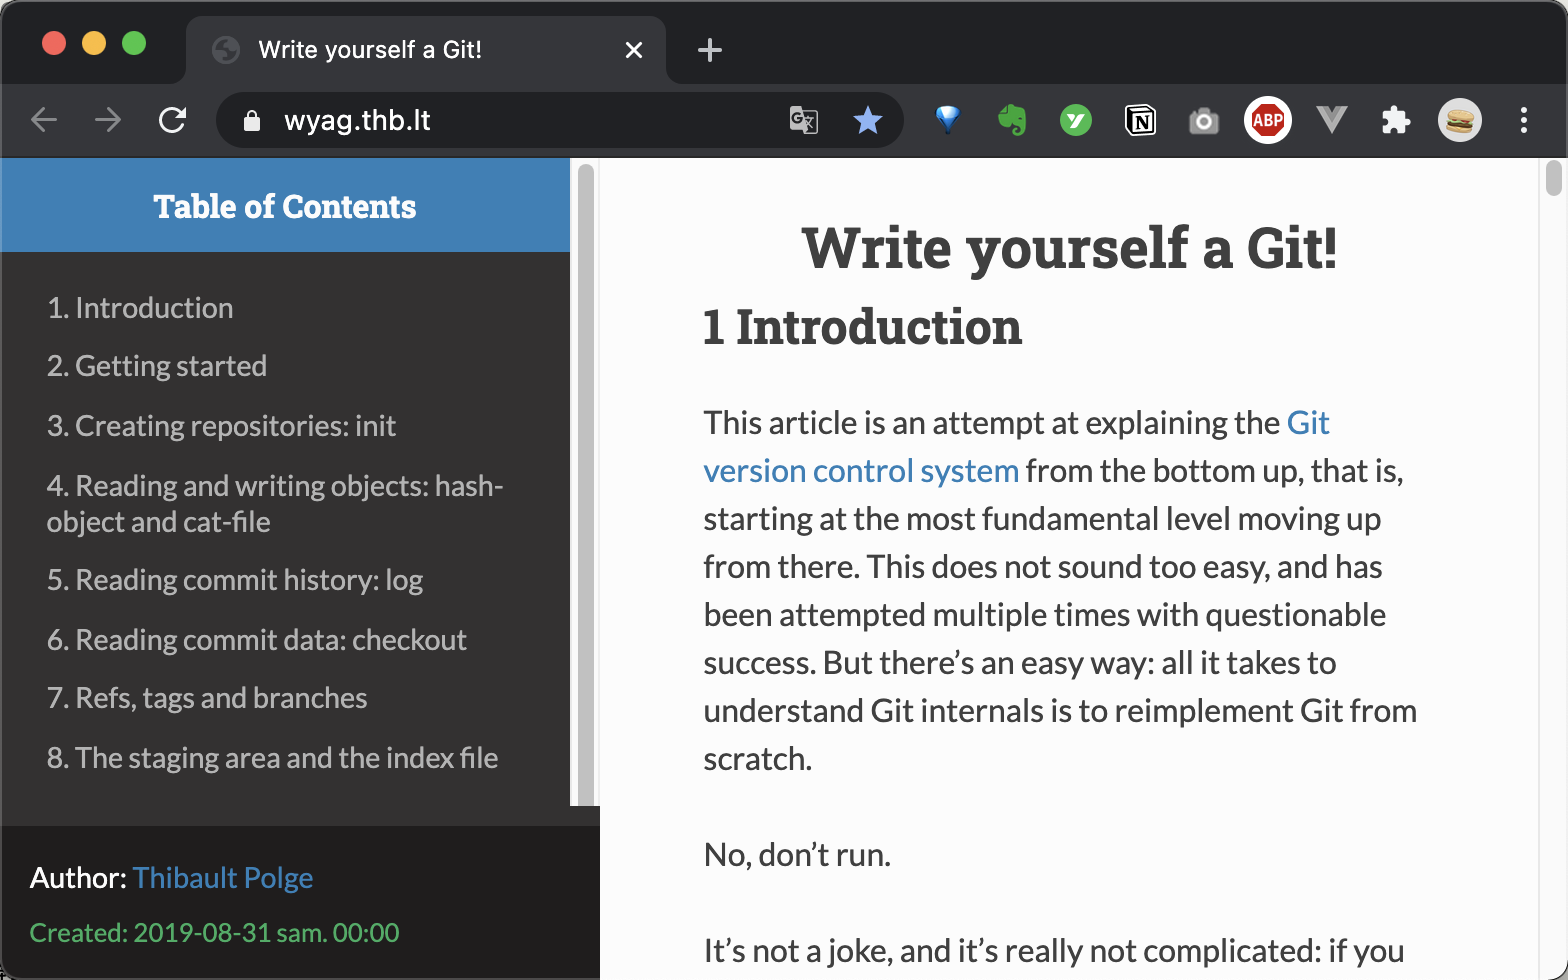 Write yourself a Git!
wyag.thb.lt
ABP
Table of Contents
1. Introduction
2. Getting started
3. Creating repositories: init
4. Reading and writing objects: hash-
object and cat-file
5. Reading commit history: log
6. Reading commit data: checkout
7. Refs, tags and branches
8. The staging area and the index file
Author: Thibault Polge
Created: 2019-08-31 sam. 00:00
Write yourself a Git!
1 Introduction
This article is an attempt at explaining the Git
version control system from the bottom up, that is,
starting at the most fundamental level moving up
from there. This does not sound too easy, and has
been attempted multiple times with questionable
success. But there’s an easy way: all it takes to
understand Git internals is to reimplement Git from
scratch.
No, don’t run.
It’s not a joke, and it’s really not complicated: if you